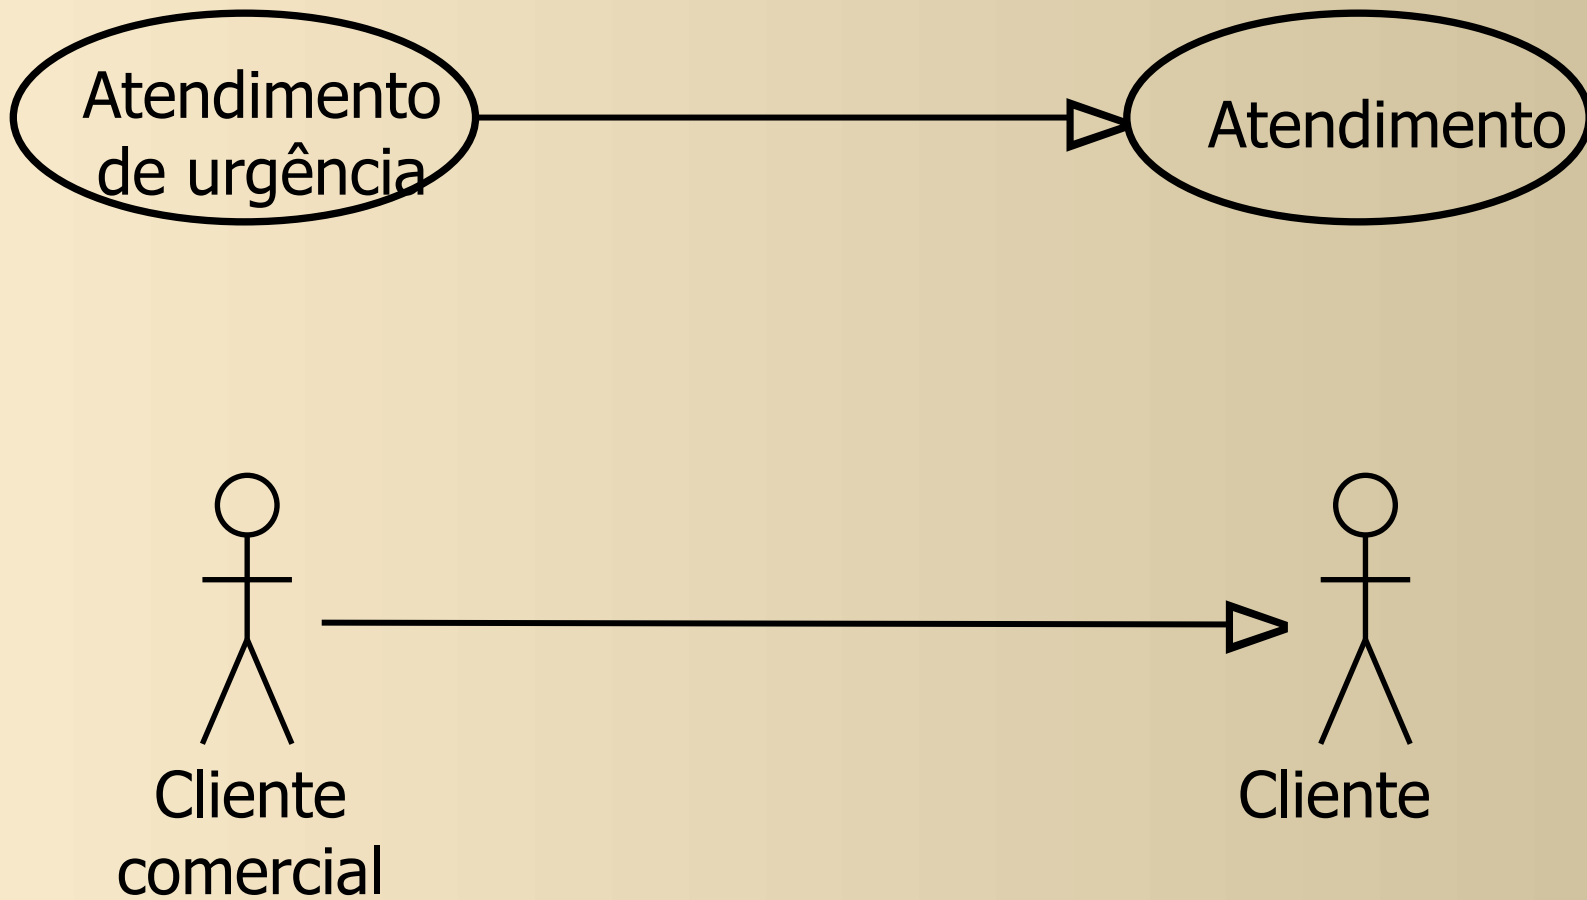 Atendimento
de urgência
Atendimento
Cliente
comercial
Cliente